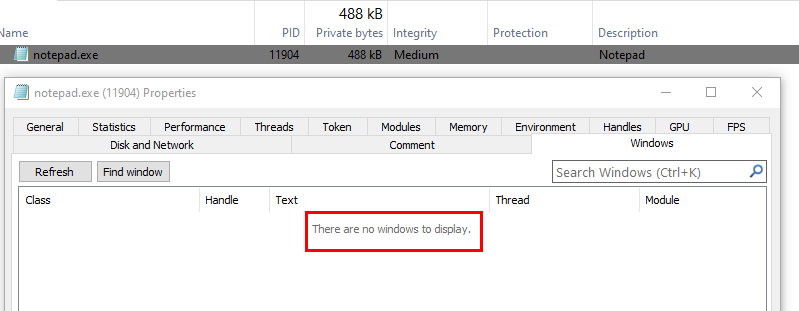 488 kB
Name PID Private bytes Integrity Protection Description
notepad.exe 11904 488 kB Medium Notepad
notepad.exe (11904) Properties
General Statistics Performance Threads Token Modules Memory Environment Handles GPU FPS
Disk and Network Comment Windows
Refresh Find window Search Windows (Ctrl+K)
Class Handle Text Thread Module
There are no windows to display.